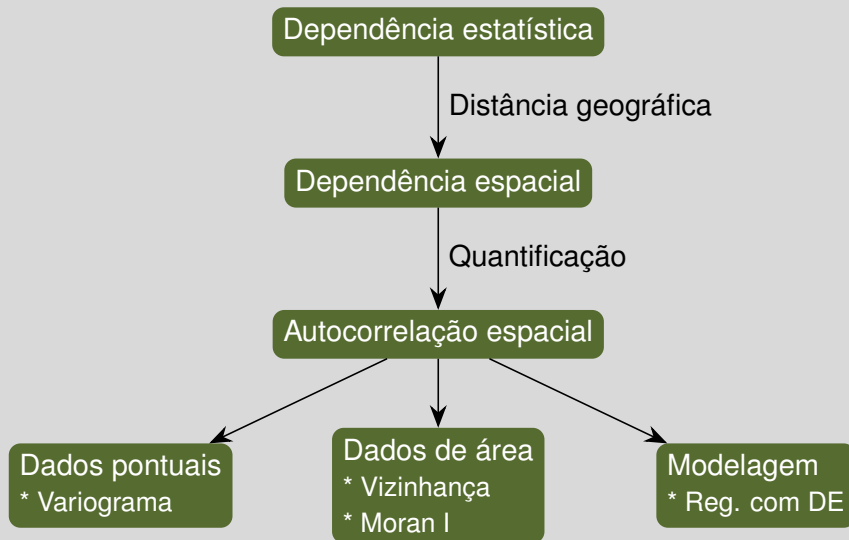 Dependência estatística
Distância geográfica
Dependência espacial
Quantificação
Autocorrelação espacial
Dados pontuais
* Variograma
Dados de área
* Vizinhança
* Moran I
Modelagem
* Reg. com DE